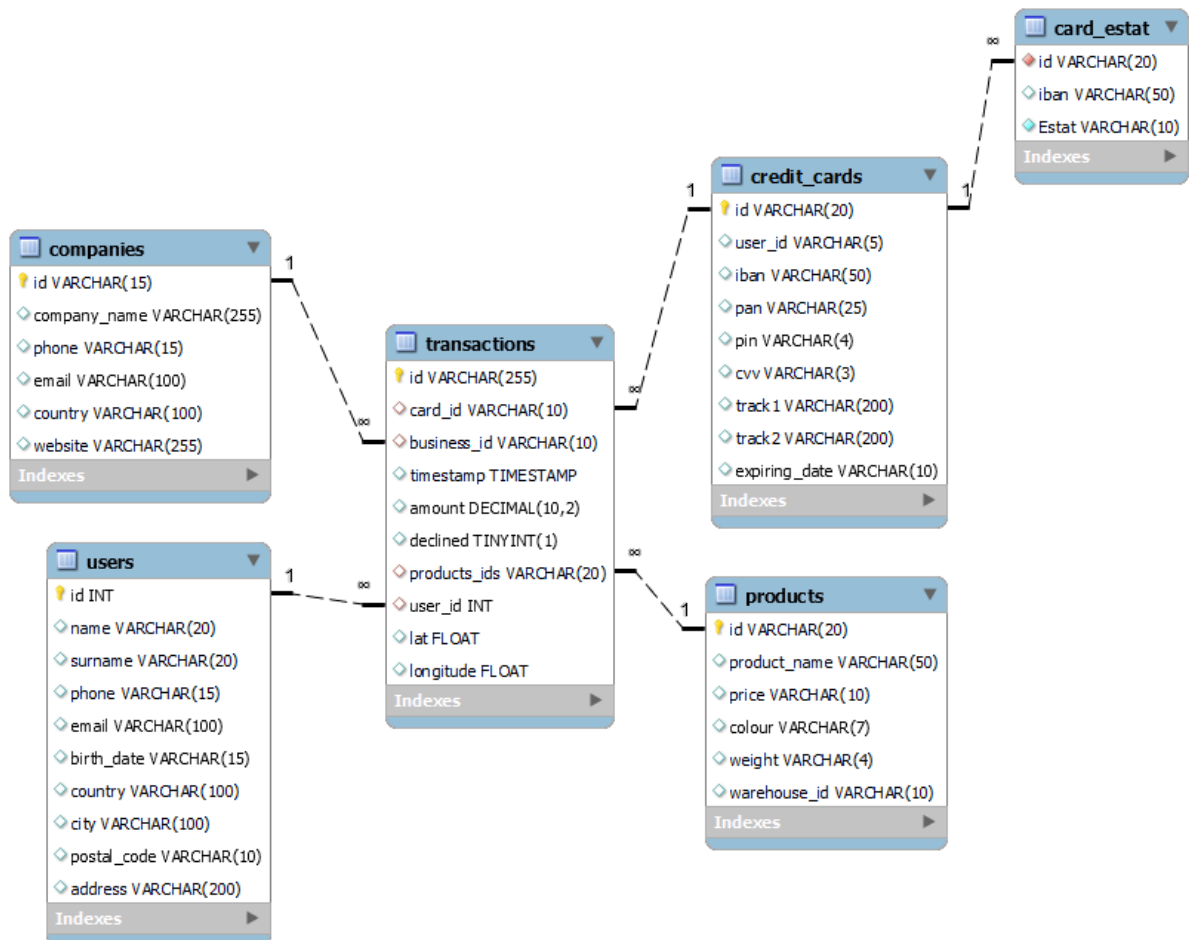 card_estat
id VARCHAR(20)
iban VARCHAR(50)
Estat VARCHAR(10)
Indexes
∞
1
credit_cards
id VARCHAR(20)
user_id VARCHAR(5)
iban VARCHAR(50)
pan VARCHAR(25)
pin VARCHAR(4)
cvv VARCHAR(3)
track1 VARCHAR(200)
track2 VARCHAR(200)
expiring_date VARCHAR(10)
Indexes
1
∞
companies
id VARCHAR(15)
company_name VARCHAR(255)
phone VARCHAR(15)
email VARCHAR(100)
country VARCHAR(100)
website VARCHAR(255)
Indexes
1
∞
transactions
id VARCHAR(255)
card_id VARCHAR(10)
business_id VARCHAR(10)
timestamp TIMESTAMP
amount DECIMAL(10,2)
declined TINYINT(1)
products_ids VARCHAR(20)
user_id INT
lat FLOAT
longitude FLOAT
Indexes
∞
1
users
id INT
name VARCHAR(20)
surname VARCHAR(20)
phone VARCHAR(15)
email VARCHAR(100)
birth_date VARCHAR(15)
country VARCHAR(100)
city VARCHAR(100)
postal_code VARCHAR(10)
address VARCHAR(200)
Indexes
1
∞
products
id VARCHAR(20)
product_name VARCHAR(50)
price VARCHAR(10)
colour VARCHAR(7)
weight VARCHAR(4)
warehouse_id VARCHAR(10)
Indexes